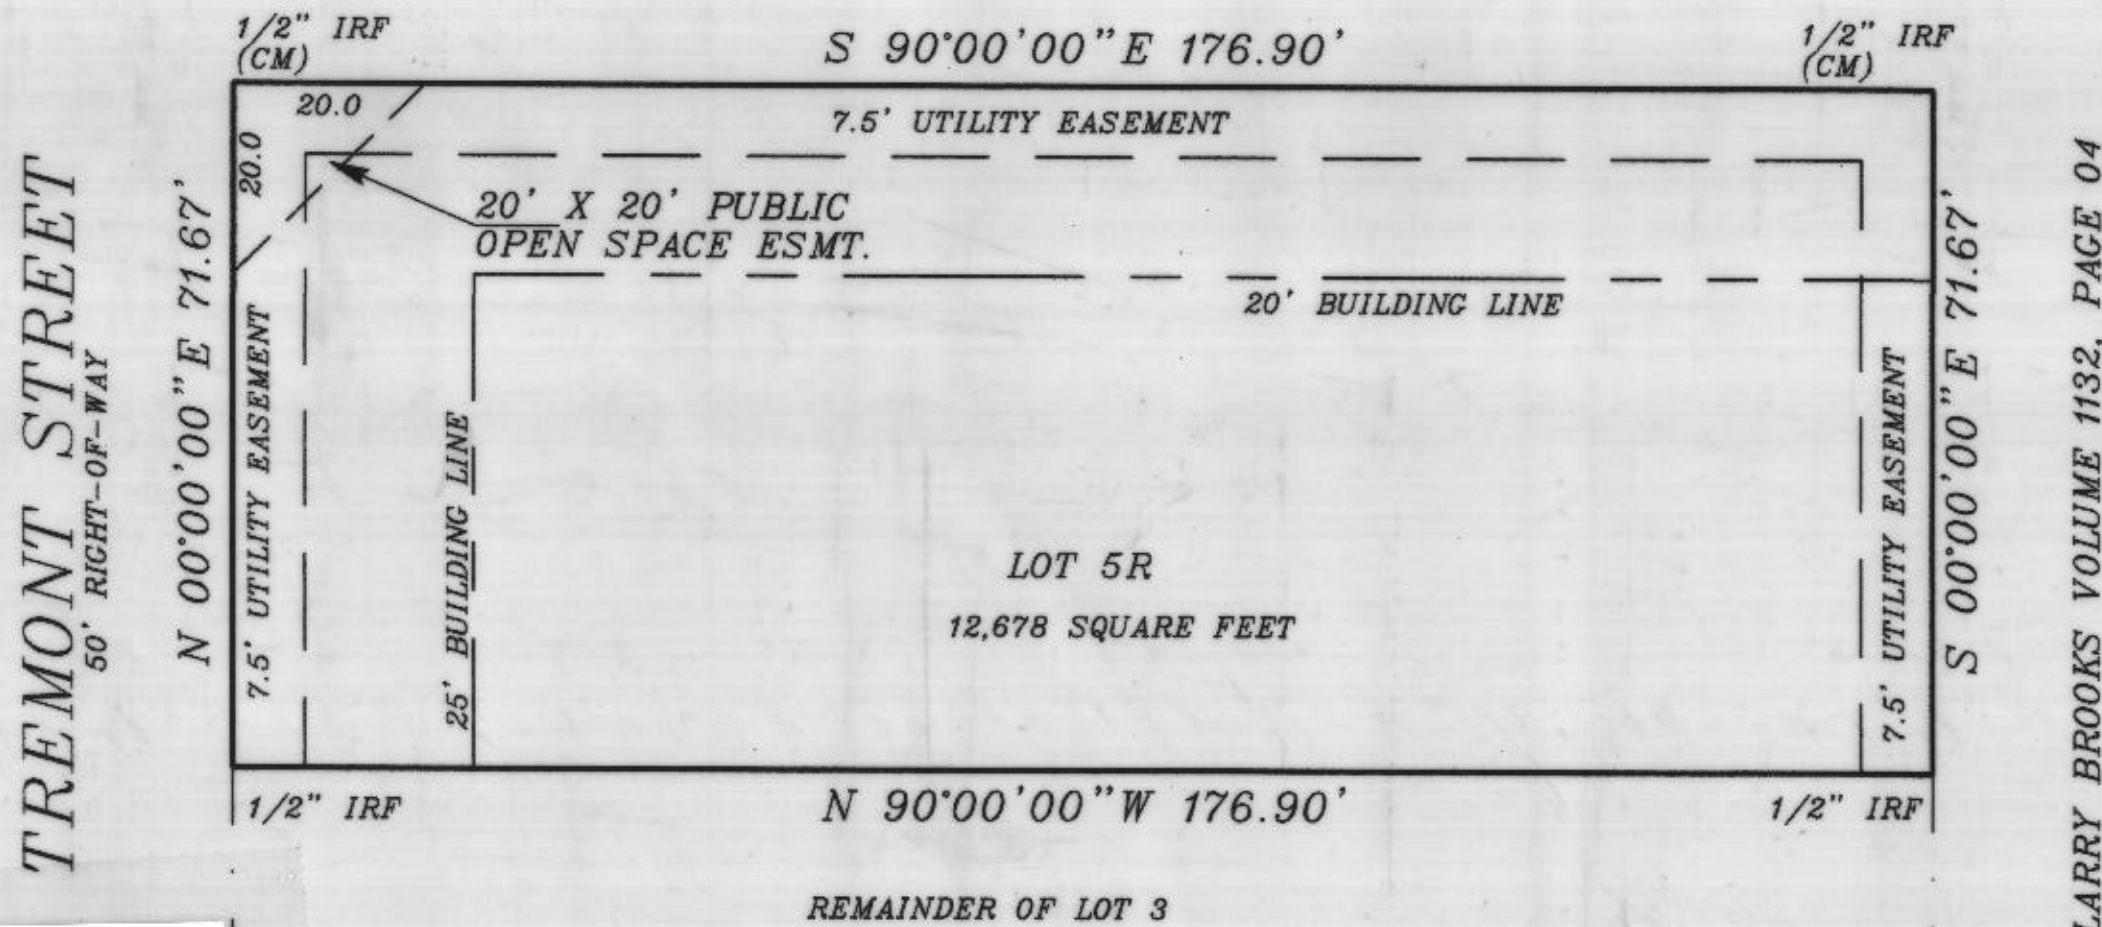 1/2" IRF
(CM)
S 90°00'00"E 176.90'
1/2" IRF
(CM)
20.0
20.0
7.5' UTILITY EASEMENT
20' X 20' PUBLIC
OPEN SPACE ESMT.
20' BUILDING LINE
TREMONT STREET
50' RIGHT-OF-WAY
N 00°00'00"E 71.67'
7.5' UTILITY EASEMENT
25' BUILDING LINE
LOT 5R
12,678 SQUARE FEET
7.5' UTILITY EASEMENT
S 00°00'00"E 71.67'
LARRY BROOKS VOLUME 1132, PAGE 04
1/2" IRF
N 90°00'00"W 176.90'
1/2" IRF
REMAINDER OF LOT 3